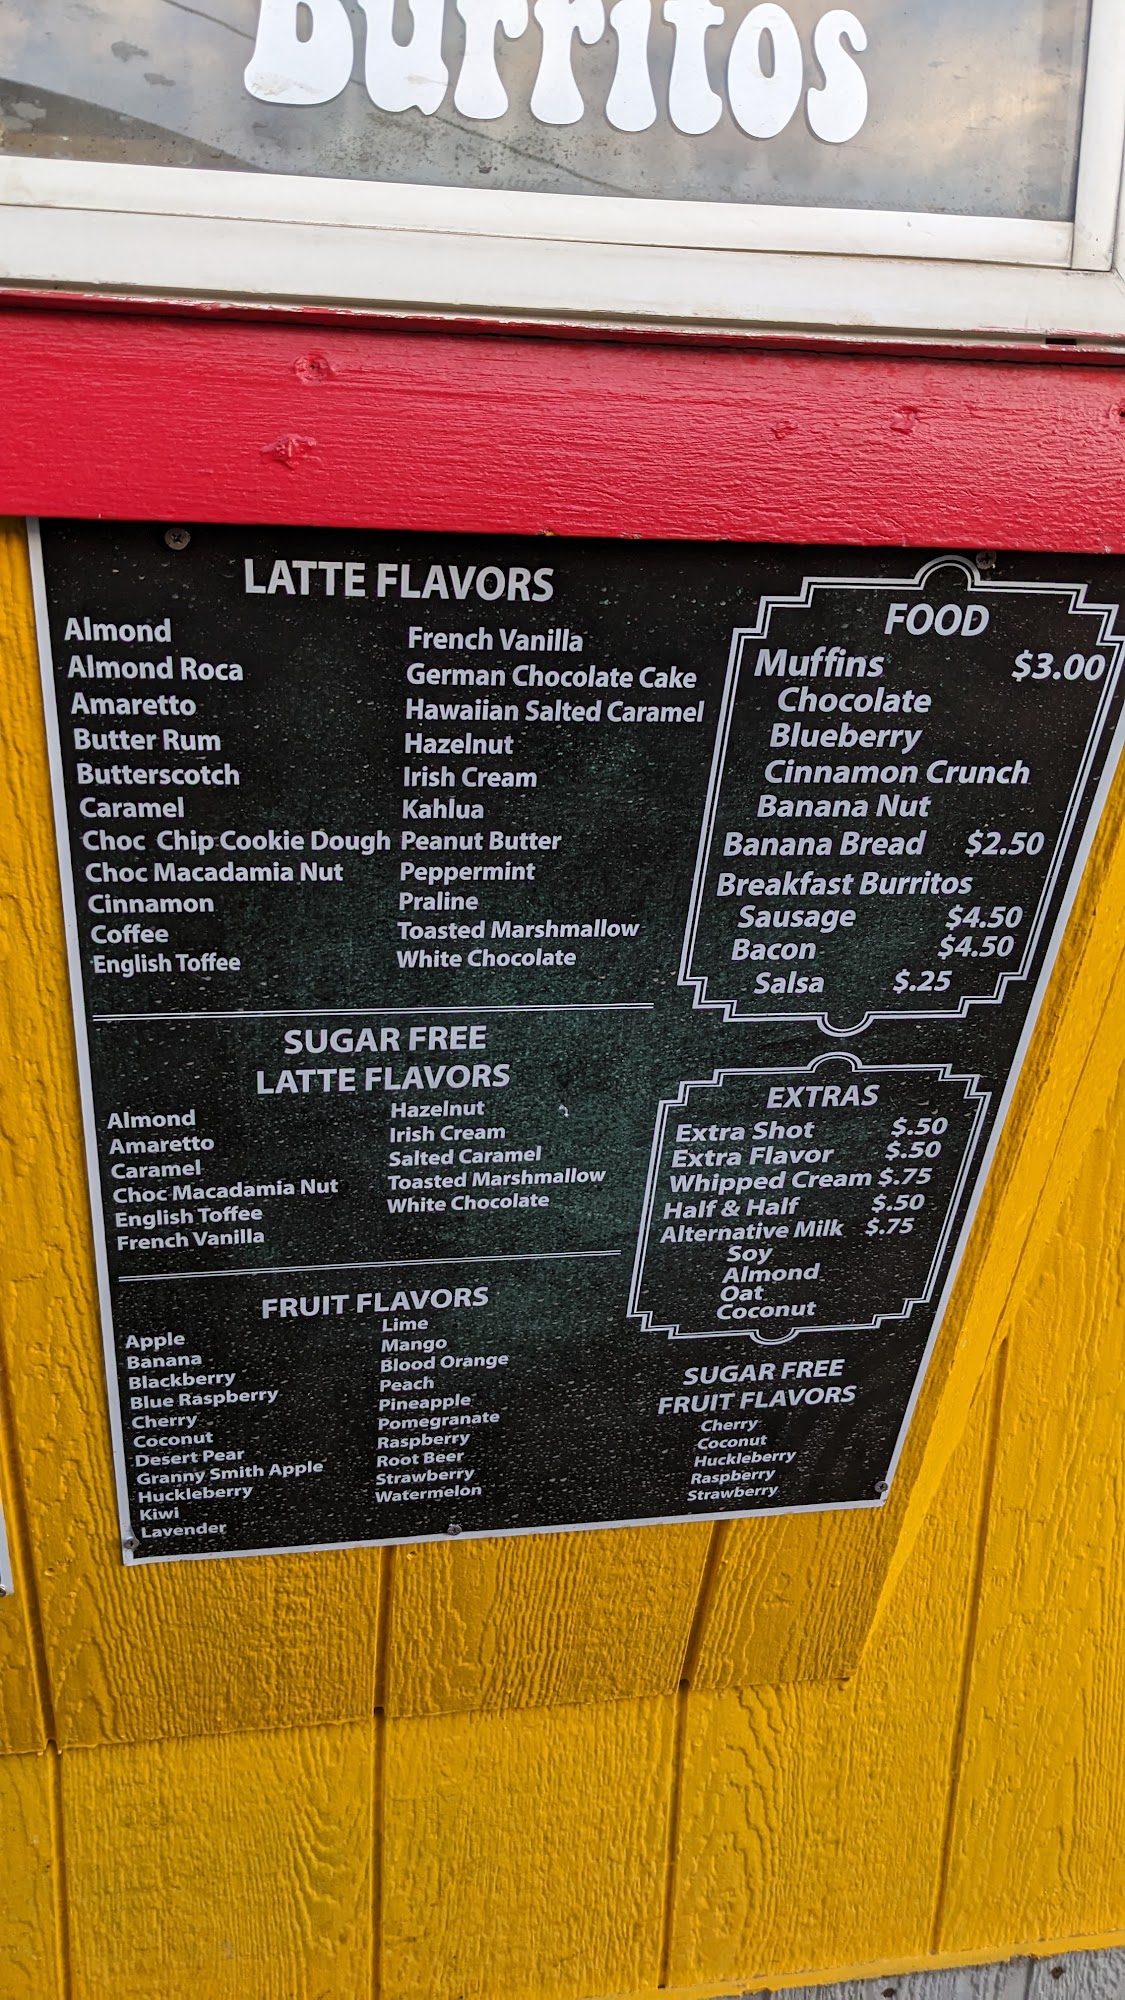 Burritos
LATTE FLAVORS
Almond
Almond Roca
Amaretto
Butter Rum
Butterscotch
Caramel
Choc Chip Cookie Dough
Choc Macadamia Nut
Cinnamon
Coffee
English Toffee
French Vanilla
German Chocolate Cake
Hawaiian Salted Caramel
Hazelnut
Irish Cream
Kahlua
Peanut Butter
Peppermint
Praline
Toasted Marshmallow
White Chocolate
SUGAR FREE
LATTE FLAVORS
Almond
Amaretto
Caramel
Choc Macadamia Nut
English Toffee
French Vanilla
Hazelnut
Irish Cream
Salted Caramel
Toasted Marshmallow
White Chocolate
FRUIT FLAVORS
Apple
Banana
Blackberry
Blue Raspberry
Cherry
Coconut
Desert Pear
Granny Smith Apple
Huckleberry
Kiwi
Lavender
Lime
Mango
Blood Orange
Peach
Pineapple
Pomegranate
Raspberry
Root Beer
Strawberry
Watermelon
FOOD
Muffins $3.00
Chocolate
Blueberry
Cinnamon Crunch
Banana Nut
Banana Bread $2.50
Breakfast Burritos
Sausage $4.50
Bacon $4.50
Salsa $.25
EXTRAS
Extra Shot $.50
Extra Flavor $.50
Whipped Cream $.75
Half & Half $.50
Alternative Milk $.75
Soy
Almond
Oat
Coconut
SUGAR FREE
FRUIT FLAVORS
Cherry
Coconut
Huckleberry
Raspberry
Strawberry